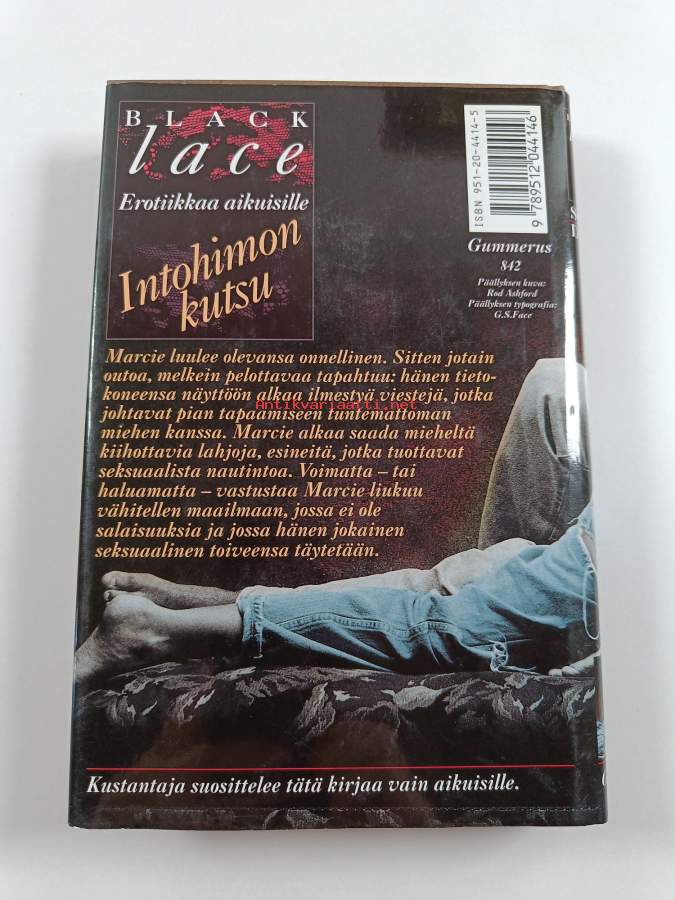 BLACK
lace
Erotiikkaa aikuisille
Intohimon
kutsu
ISBN 951-20-4414-5
9 789512 044146
Gummerus
842
Päällyksen kuva:
Rod Ashford
Päällyksen typografia:
G.S.Face
Marcie luulee olevansa onnellinen. Sitten jotain
outoa, melkein pelottavaa tapahtuu: hänen tieto-
koneensa näyttöön alkaa ilmestyä viestejä, jotka
Antikvariaatti.net
johtavat pian tapaamiseen tuntemattoman
miehen kanssa. Marcie alkaa saada mieheltä
kiihottavia lahjoja, esineitä, jotka tuottavat
seksuaalista nautintoa. Voimatta – tai
haluamatta – vastustaa Marcie liukuu
vähitellen maailmaan, jossa ei ole
salaisuuksia ja jossa hänen jokainen
seksuaalinen toiveensa täytetään.
Kustantaja suosittelee tätä kirjaa vain aikuisille.